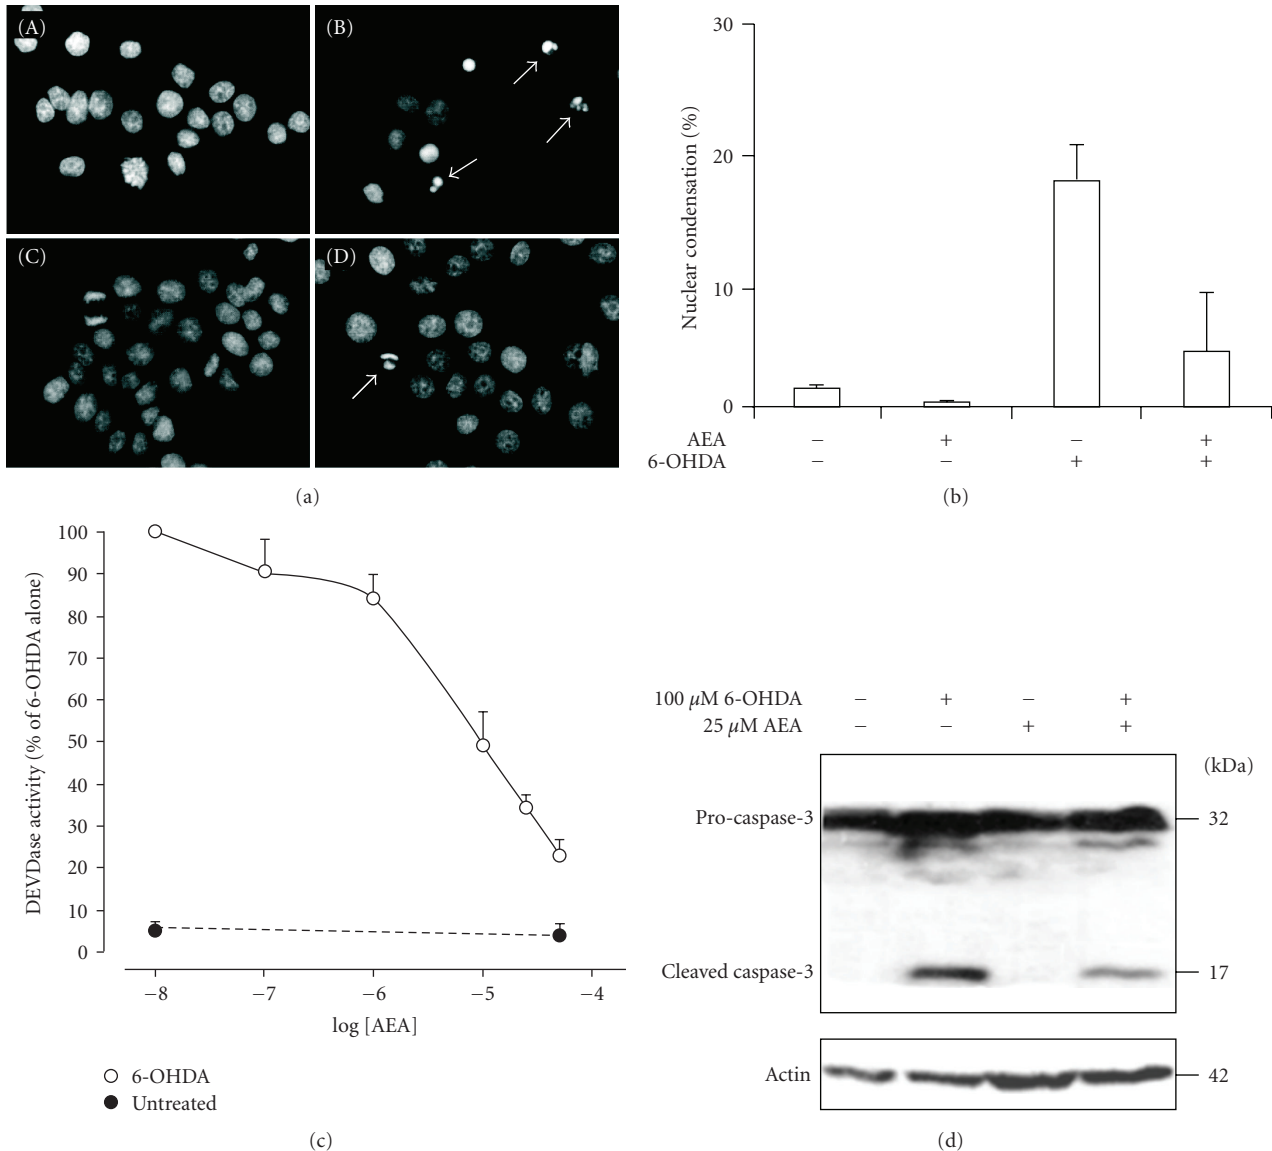 (A)
(B)
(C)
(D)
(a)
30
20
10
0
Nuclear condensation (%)
AEA − + − +
6-OHDA − − + +
(b)
100
90
80
70
60
50
40
30
20
10
0
DEVDase activity (% of 6-OHDA alone)
−8 −7 −6 −5 −4
log [AEA]
6-OHDA
Untreated
(c)
100 μM 6-OHDA − + − +
25 μM AEA − − + +
(kDa)
Pro-caspase-3 32
Cleaved caspase-3 17
Actin 42
(d)